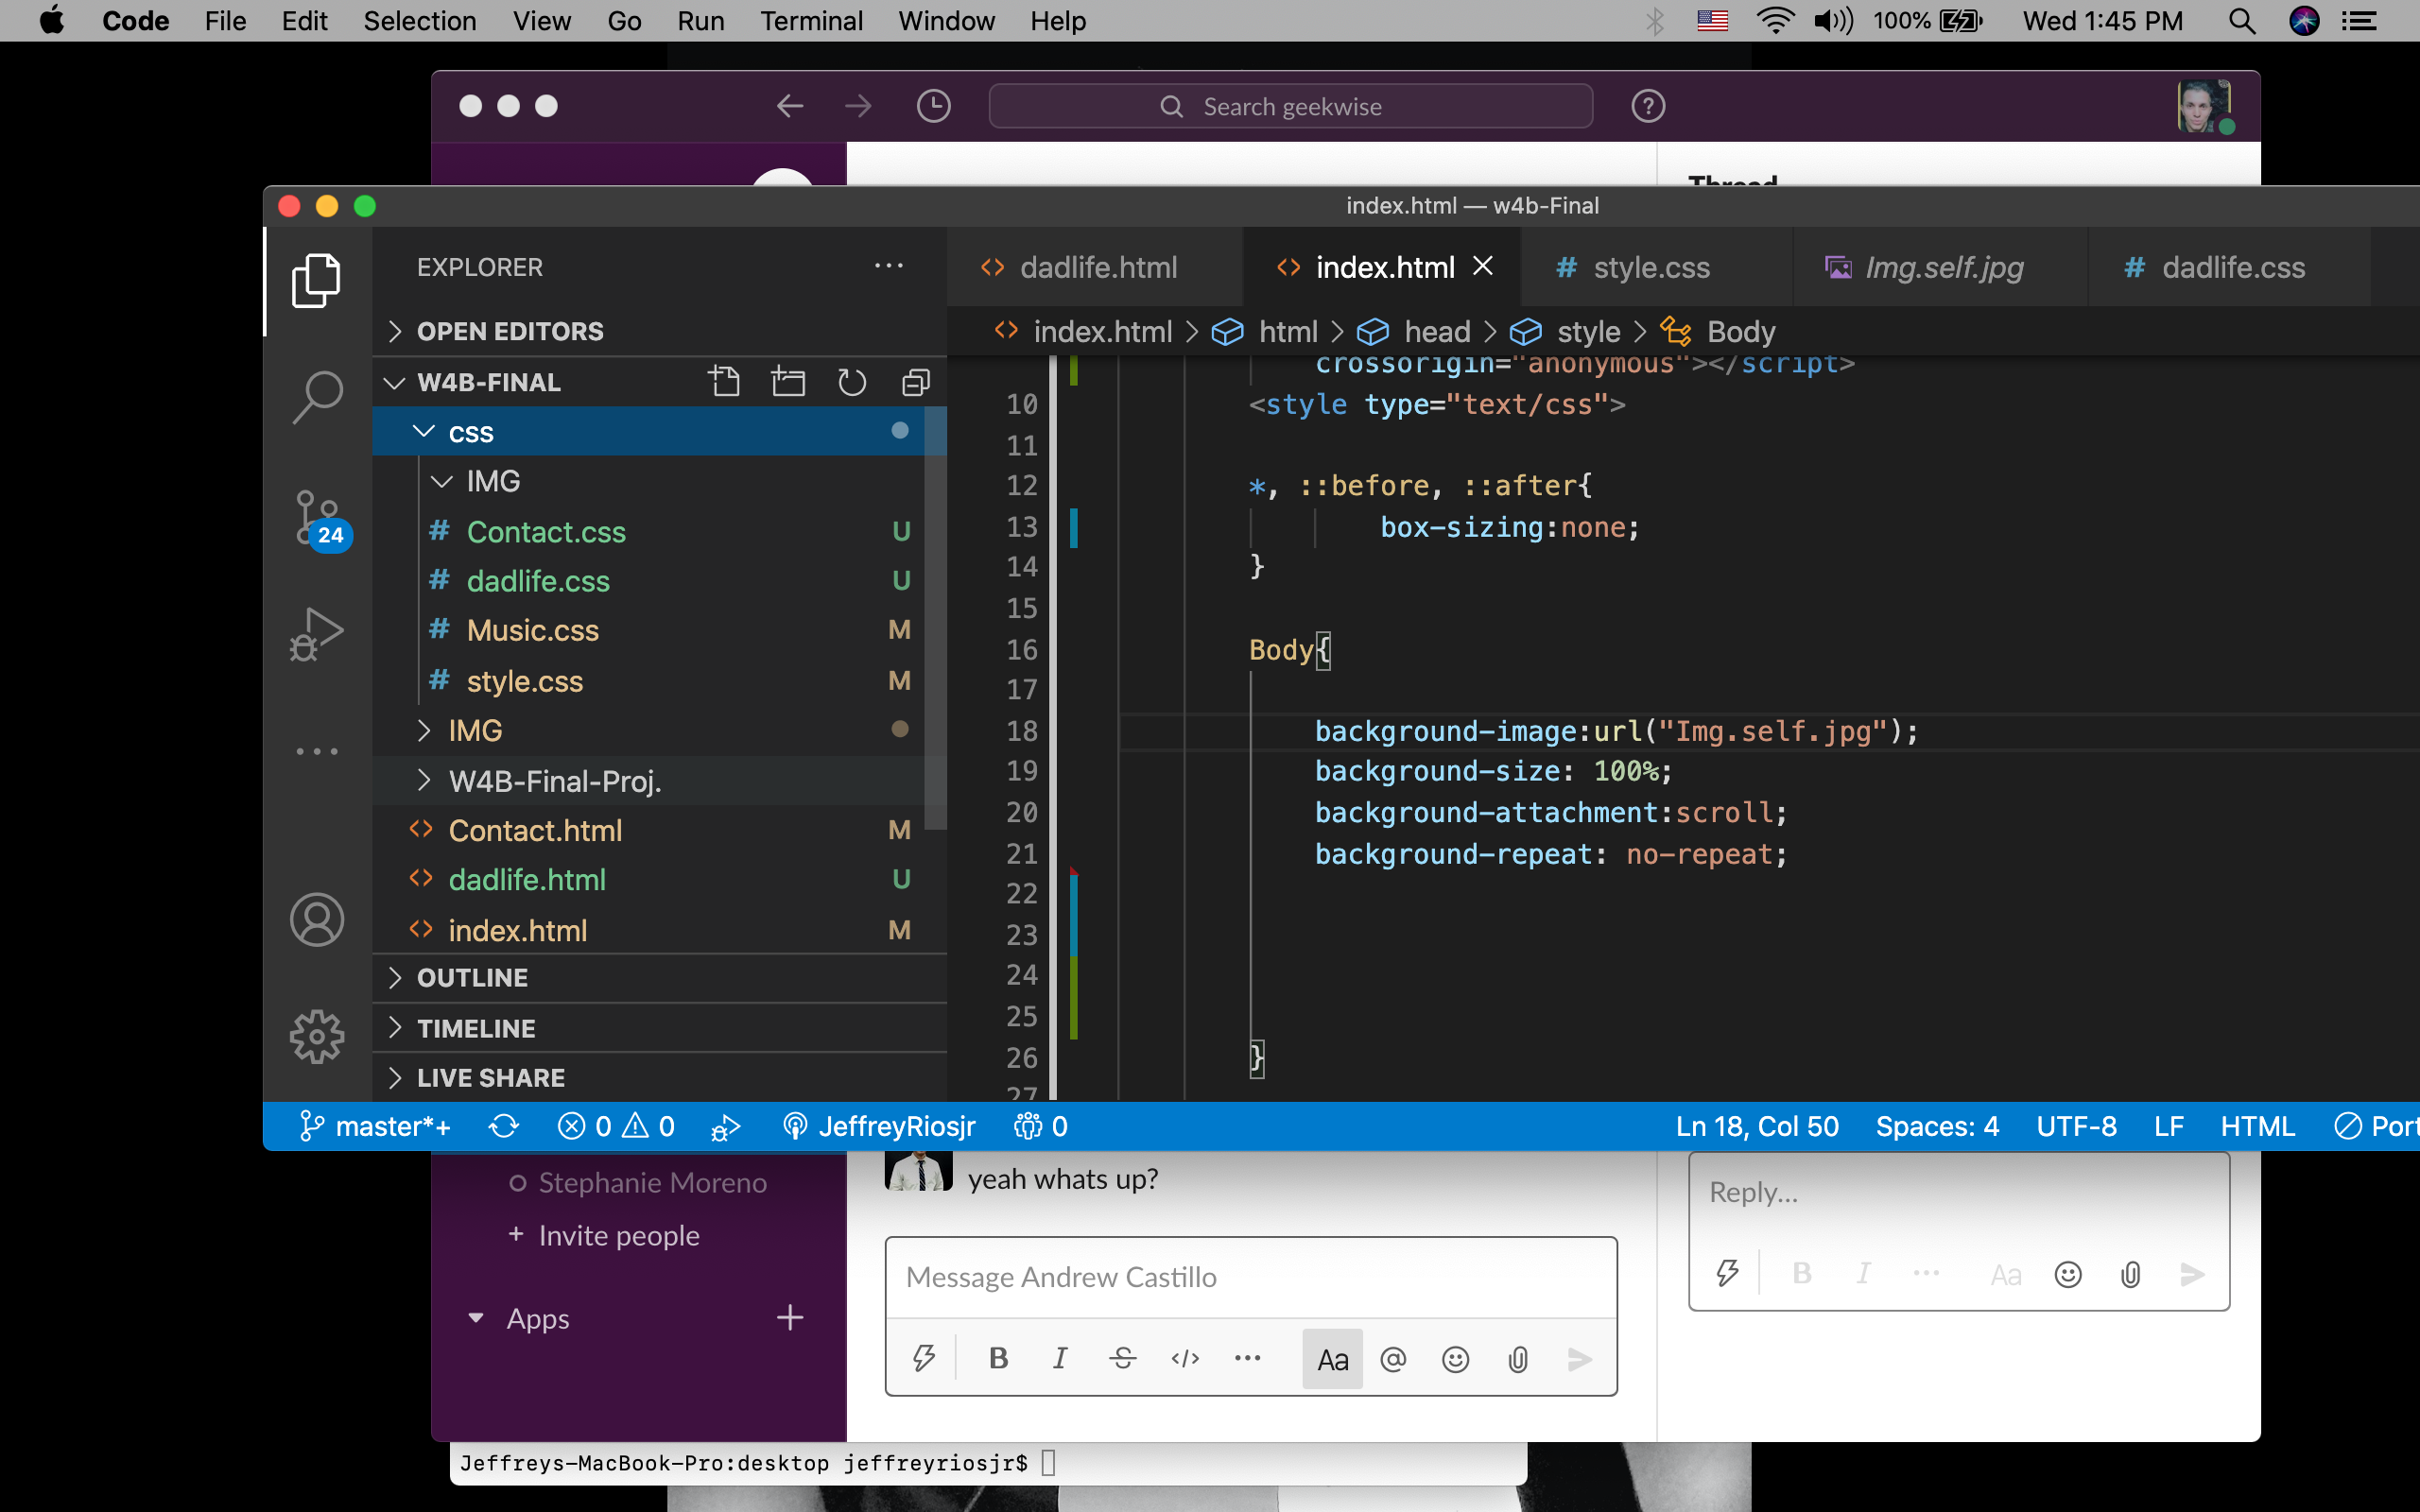 Code File Edit Selection View Go Run Terminal Window Help 100% Wed 1:45 PM
Search geekwise
Thread
index.html — w4b-Final
EXPLORER
dadlife.html index.html style.css Img.self.jpg dadlife.css
OPEN EDITORS
index.html > html > head > style > Body
W4B-FINAL
css
IMG
# Contact.css U
# dadlife.css U
# Music.css M
# style.css M
IMG
W4B-Final-Proj.
Contact.html M
dadlife.html U
index.html M
OUTLINE
TIMELINE
LIVE SHARE
24
crossorigin="anonymous"></script>
10 <style type="text/css">
11
12 *, ::before, ::after{
13 box-sizing:none;
14 }
15
16 Body{
17
18 background-image:url("Img.self.jpg");
19 background-size: 100%;
20 background-attachment:scroll;
21 background-repeat: no-repeat;
22
23
24
25
26 }
27
master*+ 0 0 JeffreyRiosjr 0 Ln 18, Col 50 Spaces: 4 UTF-8 LF HTML Port
Stephanie Moreno
+ Invite people
Apps +
yeah whats up?
Message Andrew Castillo
B I S </> ... Aa @
Reply...
B I ... Aa
Jeffreys-MacBook-Pro:desktop jeffreyriosjr$